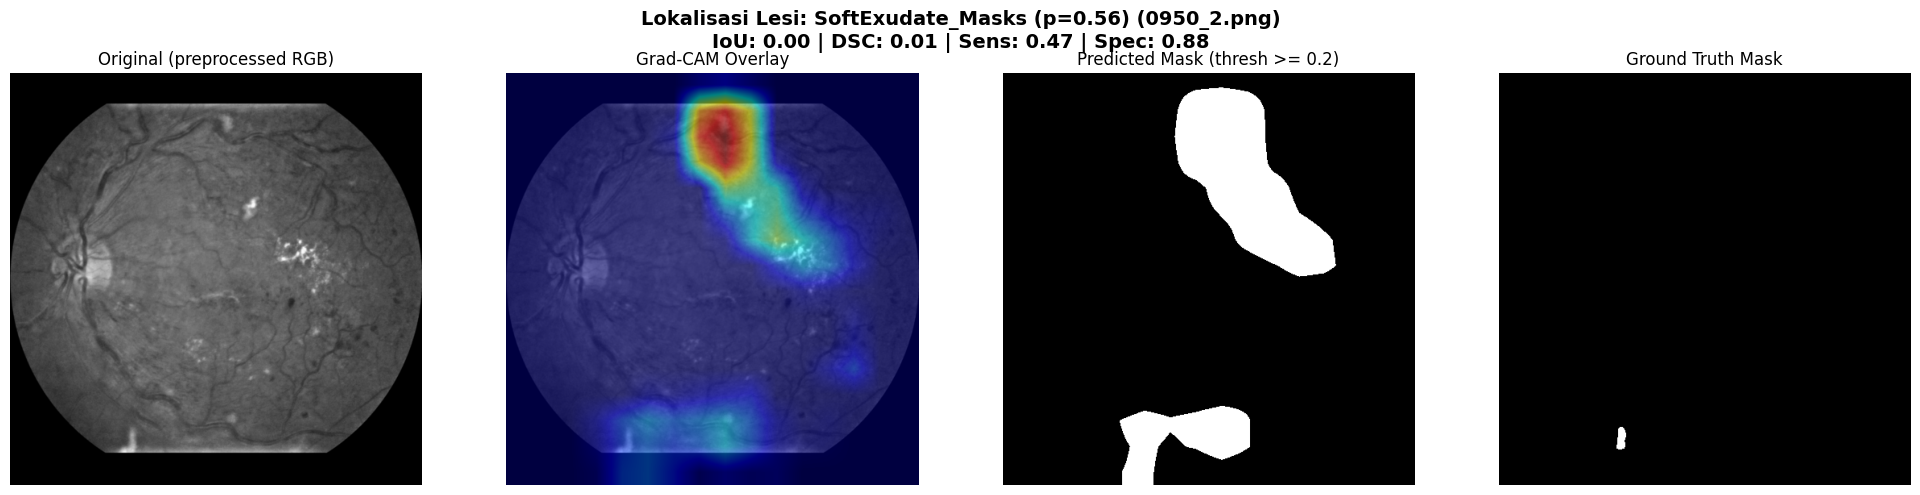 Lokalisasi Lesi: SoftExudate_Masks (p=0.56) (0950_2.png)
IoU: 0.00 | DSC: 0.01 | Sens: 0.47 | Spec: 0.88
Original (preprocessed RGB)
Grad-CAM Overlay
Predicted Mask (thresh >= 0.2)
Ground Truth Mask